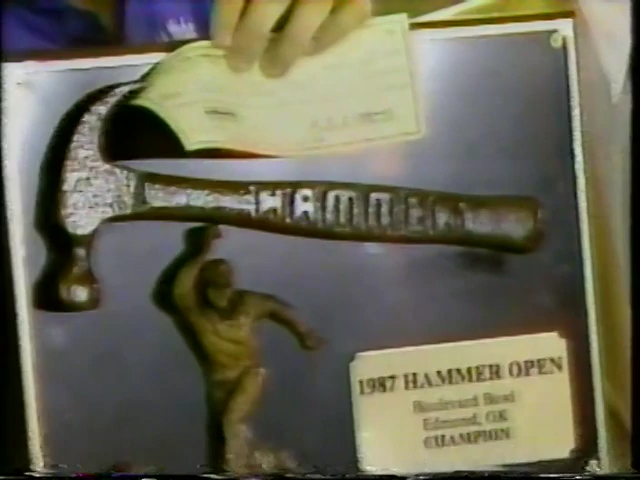 HAMMER
1987 HAMMER OPEN
Boulevard Bowl
Edmond, OK
CHAMPION